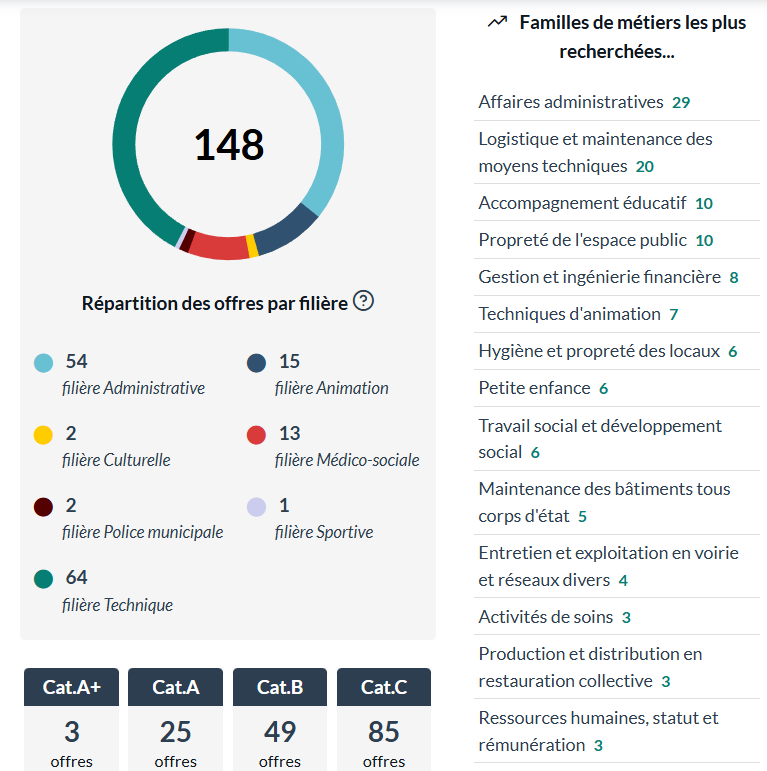 148
Répartition des offres par filière ?
54
filière Administrative
15
filière Animation
2
filière Culturelle
13
filière Médico-sociale
2
filière Police municipale
1
filière Sportive
64
filière Technique
Cat.A+
3
offres
Cat.A
25
offres
Cat.B
49
offres
Cat.C
85
offres
Familles de métiers les plus
recherchées...
Affaires administratives 29
Logistique et maintenance des
moyens techniques 20
Accompagnement éducatif 10
Propreté de l'espace public 10
Gestion et ingénierie financière 8
Techniques d'animation 7
Hygiène et propreté des locaux 6
Petite enfance 6
Travail social et développement
social 6
Maintenance des bâtiments tous
corps d'état 5
Entretien et exploitation en voirie
et réseaux divers 4
Activités de soins 3
Production et distribution en
restauration collective 3
Ressources humaines, statut et
rémunération 3